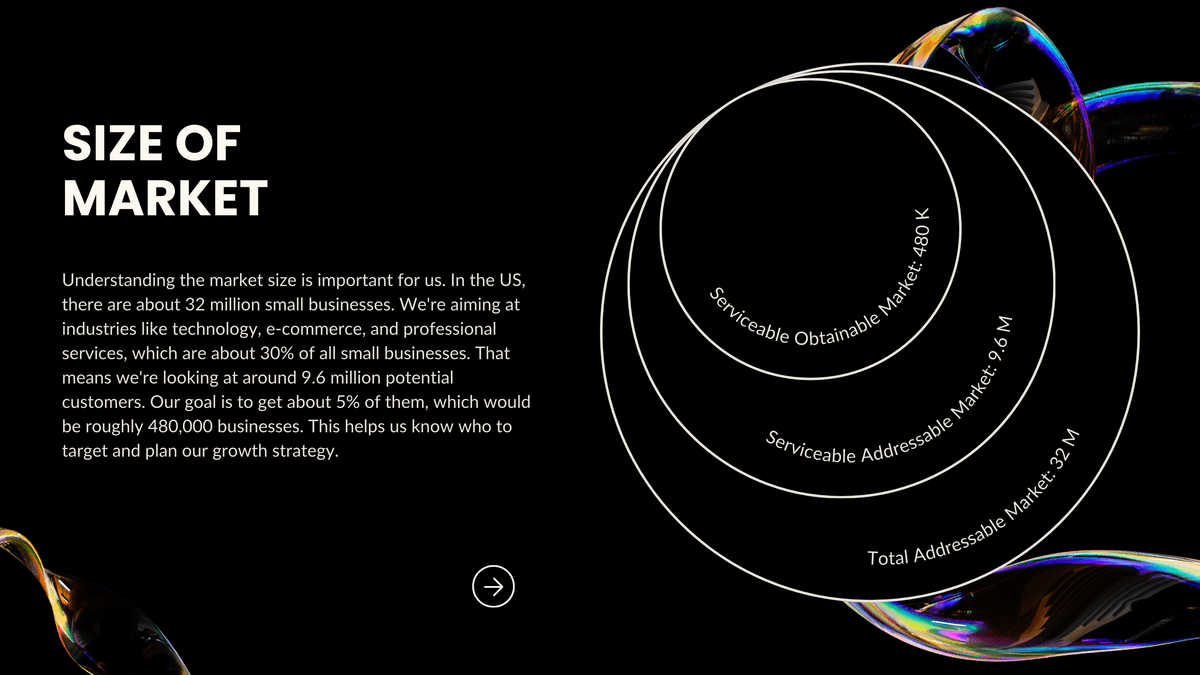 SIZE OF
MARKET
Understanding the market size is important for us. In the US,
there are about 32 million small businesses. We're aiming at
industries like technology, e-commerce, and professional
services, which are about 30% of all small businesses. That
means we're looking at around 9.6 million potential
customers. Our goal is to get about 5% of them, which would
be roughly 480,000 businesses. This helps us know who to
target and plan our growth strategy.
Serviceable Obtainable Market: 480 K
Serviceable Addressable Market: 9.6 M
Total Addressable Market: 32 M